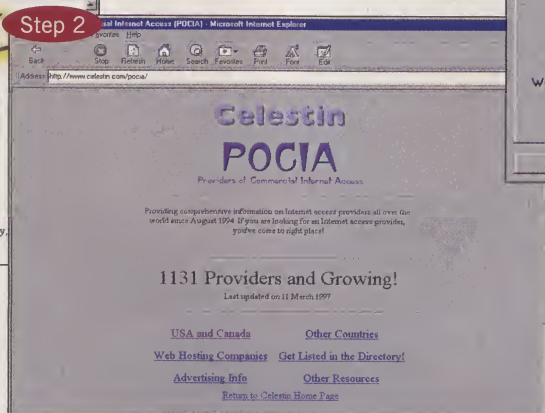 Step 2
ial Internet Access (POCIA) - Microsoft Internet Explorer
Favorites Help
Back Stop Refresh Home Search Favorites Print Font Edit
Address http://www.celestin.com/pocia/
W
Celestin
POCIA
Providers of Commercial Internet Access
Providing comprehensive information on Internet access providers all over the
world since August 1994. If you are looking for an Internet access provider,
you've come to right place!
y,
1131 Providers and Growing!
Last updated on 11 March 1997
USA and Canada Other Countries
Web Hosting Companies Get Listed in the Directory!
Advertising Info Other Resources
Return to Celestin Home Page